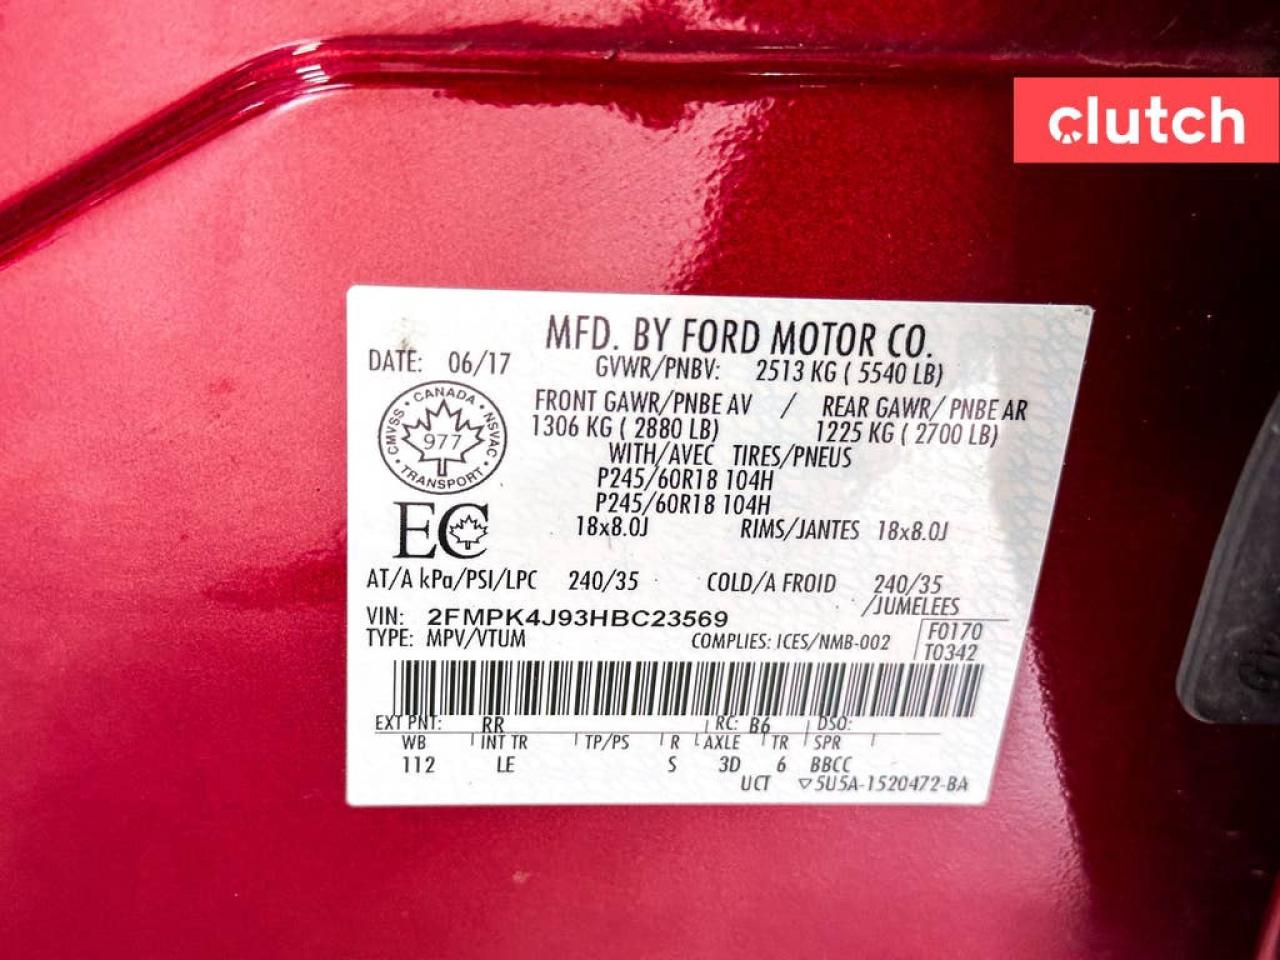 clutch
MFD. BY FORD MOTOR CO.
DATE: 06/17 GVWR/PNBV: 2513 KG ( 5540 LB)
FRONT GAWR/PNBE AV / REAR GAWR/ PNBE AR
1306 KG ( 2880 LB) 1225 KG ( 2700 LB)
WITH/AVEC TIRES/PNEUS
P245/60R18 104H
P245/60R18 104H
18x8.0J RIMS/JANTES 18x8.0J
CANADA
CMVSS 977 NSVAC
TRANSPORT
EC
AT/A kPa/PSI/LPC 240/35 COLD/A FROID 240/35
/JUMELEES
VIN: 2FMPK4J93HBC23569
TYPE: MPV/VTUM COMPLIES: ICES/NMB-002
F0170
T0342
EXT PNT: RR RC: B6 DSO:
WB INT TR TP/PS R AXLE TR SPR
112 LE S 3D 6 BBCC
UCT ▽5U5A-1520472-BA